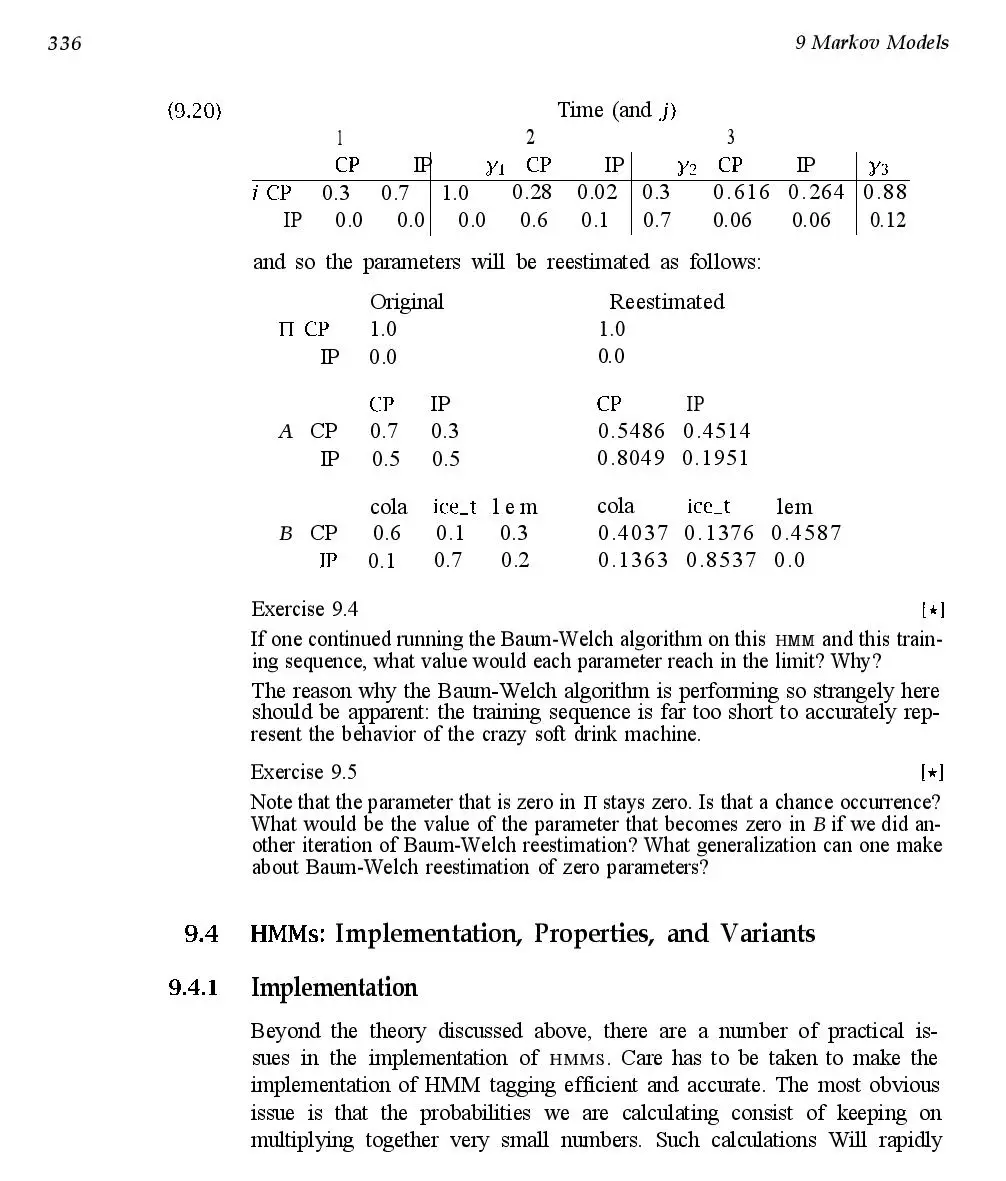 336 9 Markov Models
(9.20) Time (and j)
1 2 3
CP IP γ1 CP IP γ2 CP IP γ3
i CP 0.3 0.7 1.0 0.28 0.02 0.3 0.616 0.264 0.88
IP 0.0 0.0 0.0 0.6 0.1 0.7 0.06 0.06 0.12
and so the parameters will be reestimated as follows:
Original Reestimated
Π CP 1.0 1.0
IP 0.0 0.0
CP IP CP IP
A CP 0.7 0.3 0.5486 0.4514
IP 0.5 0.5 0.8049 0.1951
cola ice_t lem cola ice_t lem
B CP 0.6 0.1 0.3 0.4037 0.1376 0.4587
IP 0.1 0.7 0.2 0.1363 0.8537 0.0
Exercise 9.4 [⋆]
If one continued running the Baum-Welch algorithm on this HMM and this train-
ing sequence, what value would each parameter reach in the limit? Why?
The reason why the Baum-Welch algorithm is performing so strangely here
should be apparent: the training sequence is far too short to accurately rep-
resent the behavior of the crazy soft drink machine.
Exercise 9.5 [⋆]
Note that the parameter that is zero in Π stays zero. Is that a chance occurrence?
What would be the value of the parameter that becomes zero in B if we did an-
other iteration of Baum-Welch reestimation? What generalization can one make
about Baum-Welch reestimation of zero parameters?
9.4 HMMs: Implementation, Properties, and Variants
9.4.1 Implementation
Beyond the theory discussed above, there are a number of practical is-
sues in the implementation of HMMS. Care has to be taken to make the
implementation of HMM tagging efficient and accurate. The most obvious
issue is that the probabilities we are calculating consist of keeping on
multiplying together very small numbers. Such calculations Will rapidly